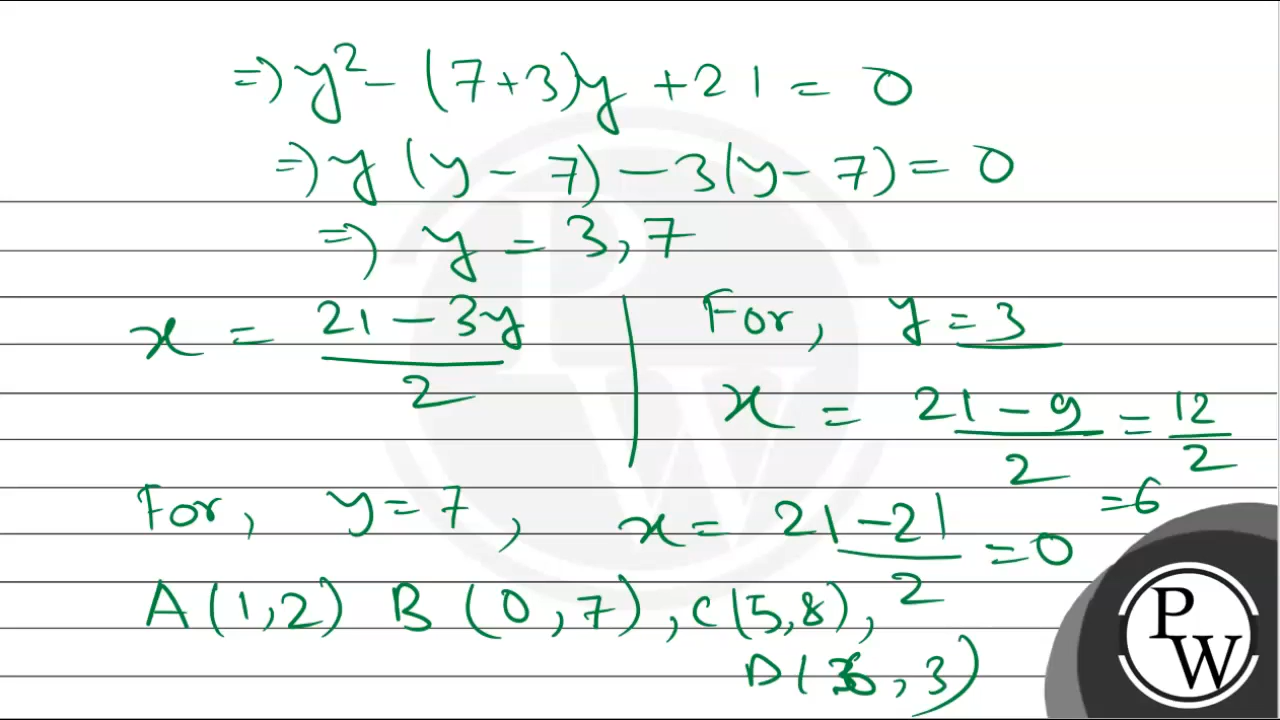 ⇒ y² - (7+3)y + 21 = 0
⇒ y (y - 7) - 3(y - 7) = 0
⇒ y = 3, 7
x = (21 - 3y)/2
For, y = 3
x = (21 - 9)/2 = 12/2
= 6
For, y = 7, x = (21 - 21)/2 = 0
A(1,2) B(0,7), C(5,8),
D(6,3)
PW
PW